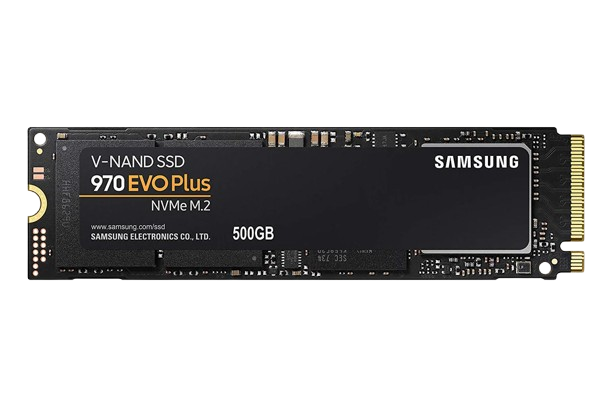 V-NAND SSD
970 EVO Plus
NVMe M.2
www.samsung.com/ssd
SAMSUNG ELECTRONICS CO., LTD.
500GB
SAMSUNG